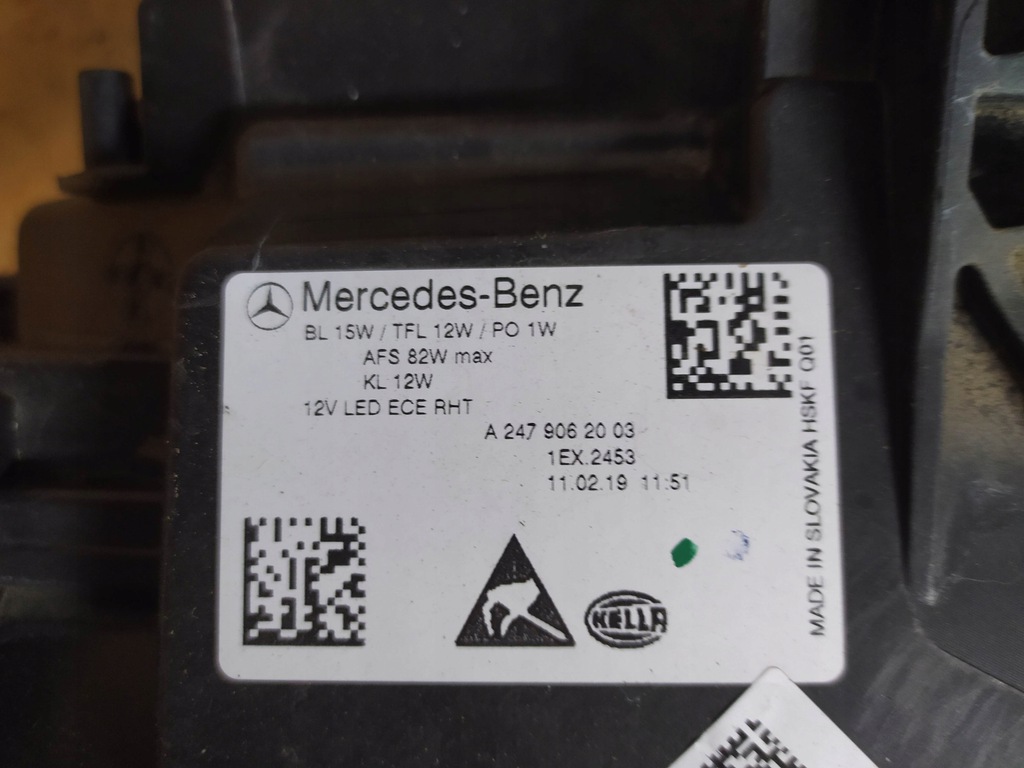 Mercedes-Benz
BL 15W / TFL 12W / PO 1W
AFS 82W max
KL 12W
12V LED ECE RHT
A 247 906 20 03
1EX.2453
11.02.19 11:51
MADE IN SLOVAKIA HSKF Q01
HELLA